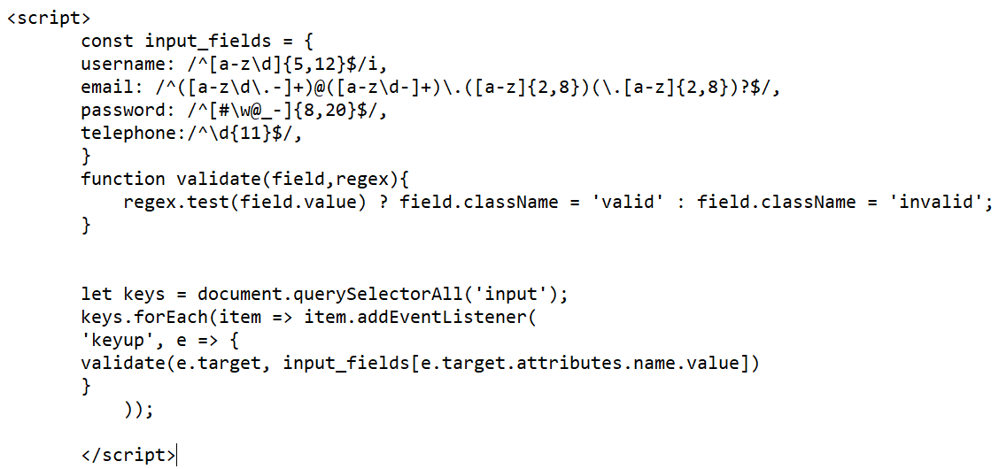 <script>
const input_fields = {
username: /^[a-z\d]{5,12}$/i,
email: /^([a-z\d\.-]+)@([a-z\d-]+)\.([a-z]{2,8})(\.[a-z]{2,8})?$/,
password: /^[#\w@_-]{8,20}$/,
telephone:/^\d{11}$/,
}
function validate(field,regex){
regex.test(field.value) ? field.className = 'valid' : field.className = 'invalid';
}
let keys = document.querySelectorAll('input');
keys.forEach(item => item.addEventListener(
'keyup', e => {
validate(e.target, input_fields[e.target.attributes.name.value])
}
));
</script>